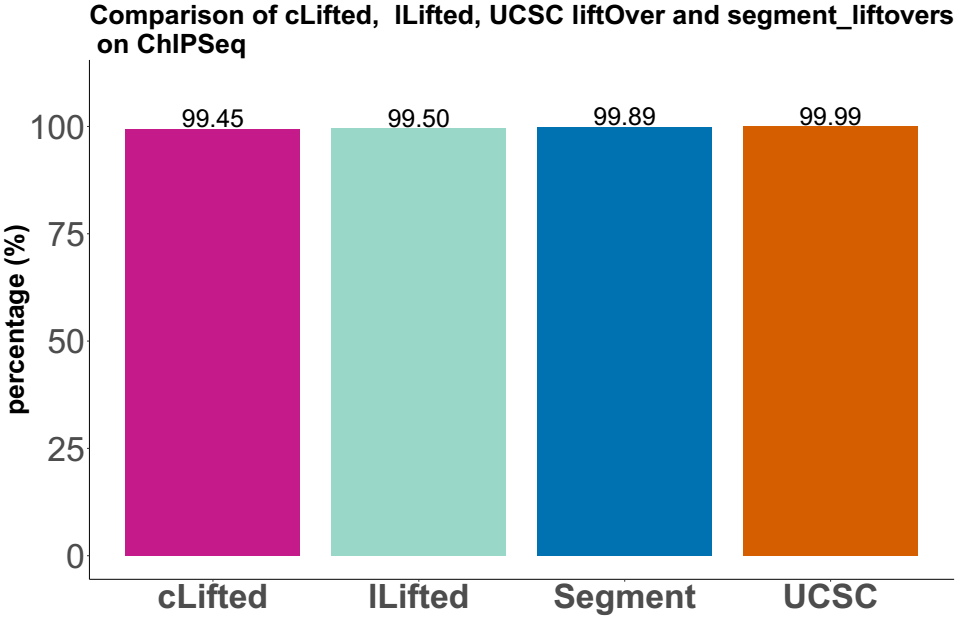 Comparison of cLifted,  lLifted, UCSC liftOver and segment_liftovers
on ChIPSeq
99.45
99.50
99.89
99.99
100
75
50
25
0
percentage (%)
cLifted
lLifted
Segment
UCSC